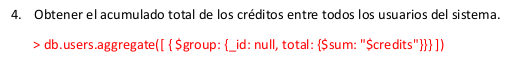 4. Obtener el acumulado total de los créditos entre todos los usuarios del sistema.
> db.users.aggregate([ { $group: {_id: null, total: {$sum: "$credits"}}} ])